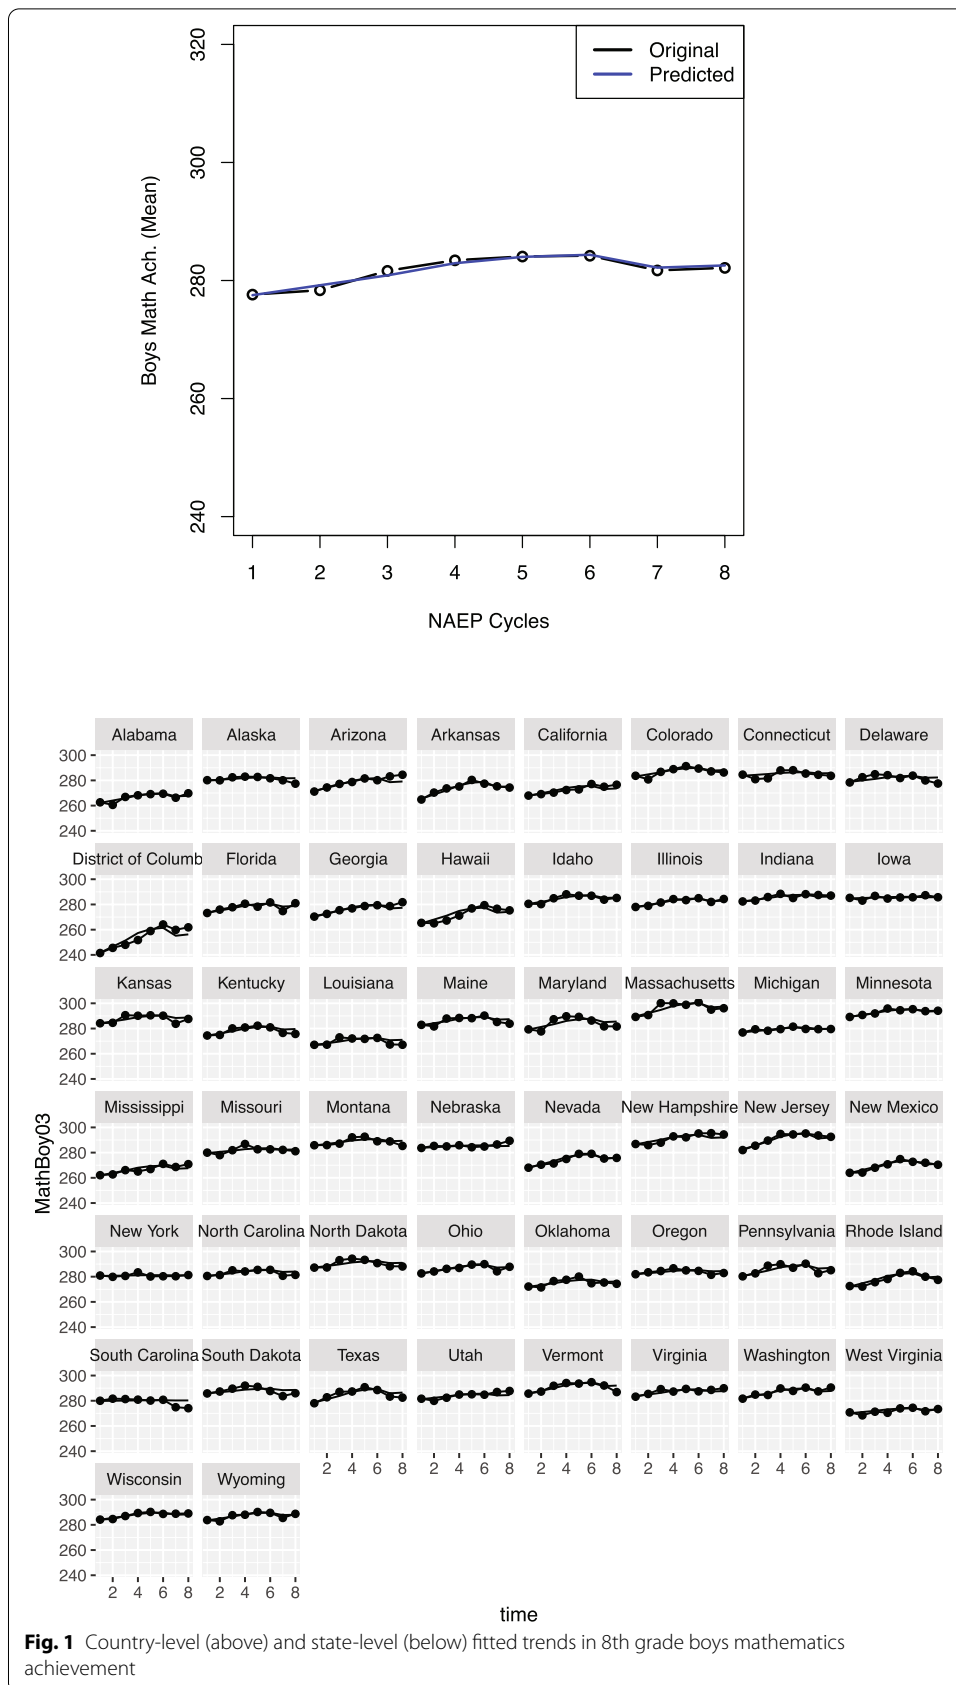 320
300
280
260
240
Boys Math Ach. (Mean)
Original
Predicted
1 2 3 4 5 6 7 8
NAEP Cycles
Alabama Alaska Arizona Arkansas California Colorado Connecticut Delaware
300
280
260
240
District of Columb Florida Georgia Hawaii Idaho Illinois Indiana Iowa
300
280
260
240
Kansas Kentucky Louisiana Maine Maryland Massachusetts Michigan Minnesota
300
280
260
240
MathBoy03
Mississippi Missouri Montana Nebraska Nevada New Hampshire New Jersey New Mexico
300
280
260
240
New York North Carolina North Dakota Ohio Oklahoma Oregon Pennsylvania Rhode Island
300
280
260
240
South Carolina South Dakota Texas Utah Vermont Virginia Washington West Virginia
300
280
260
240
2 4 6 8 2 4 6 8 2 4 6 8 2 4 6 8 2 4 6 8 2 4 6 8
Wisconsin Wyoming
300
280
260
240
2 4 6 8 2 4 6 8
time
Fig. 1 Country-level (above) and state-level (below) fitted trends in 8th grade boys mathematics
achievement